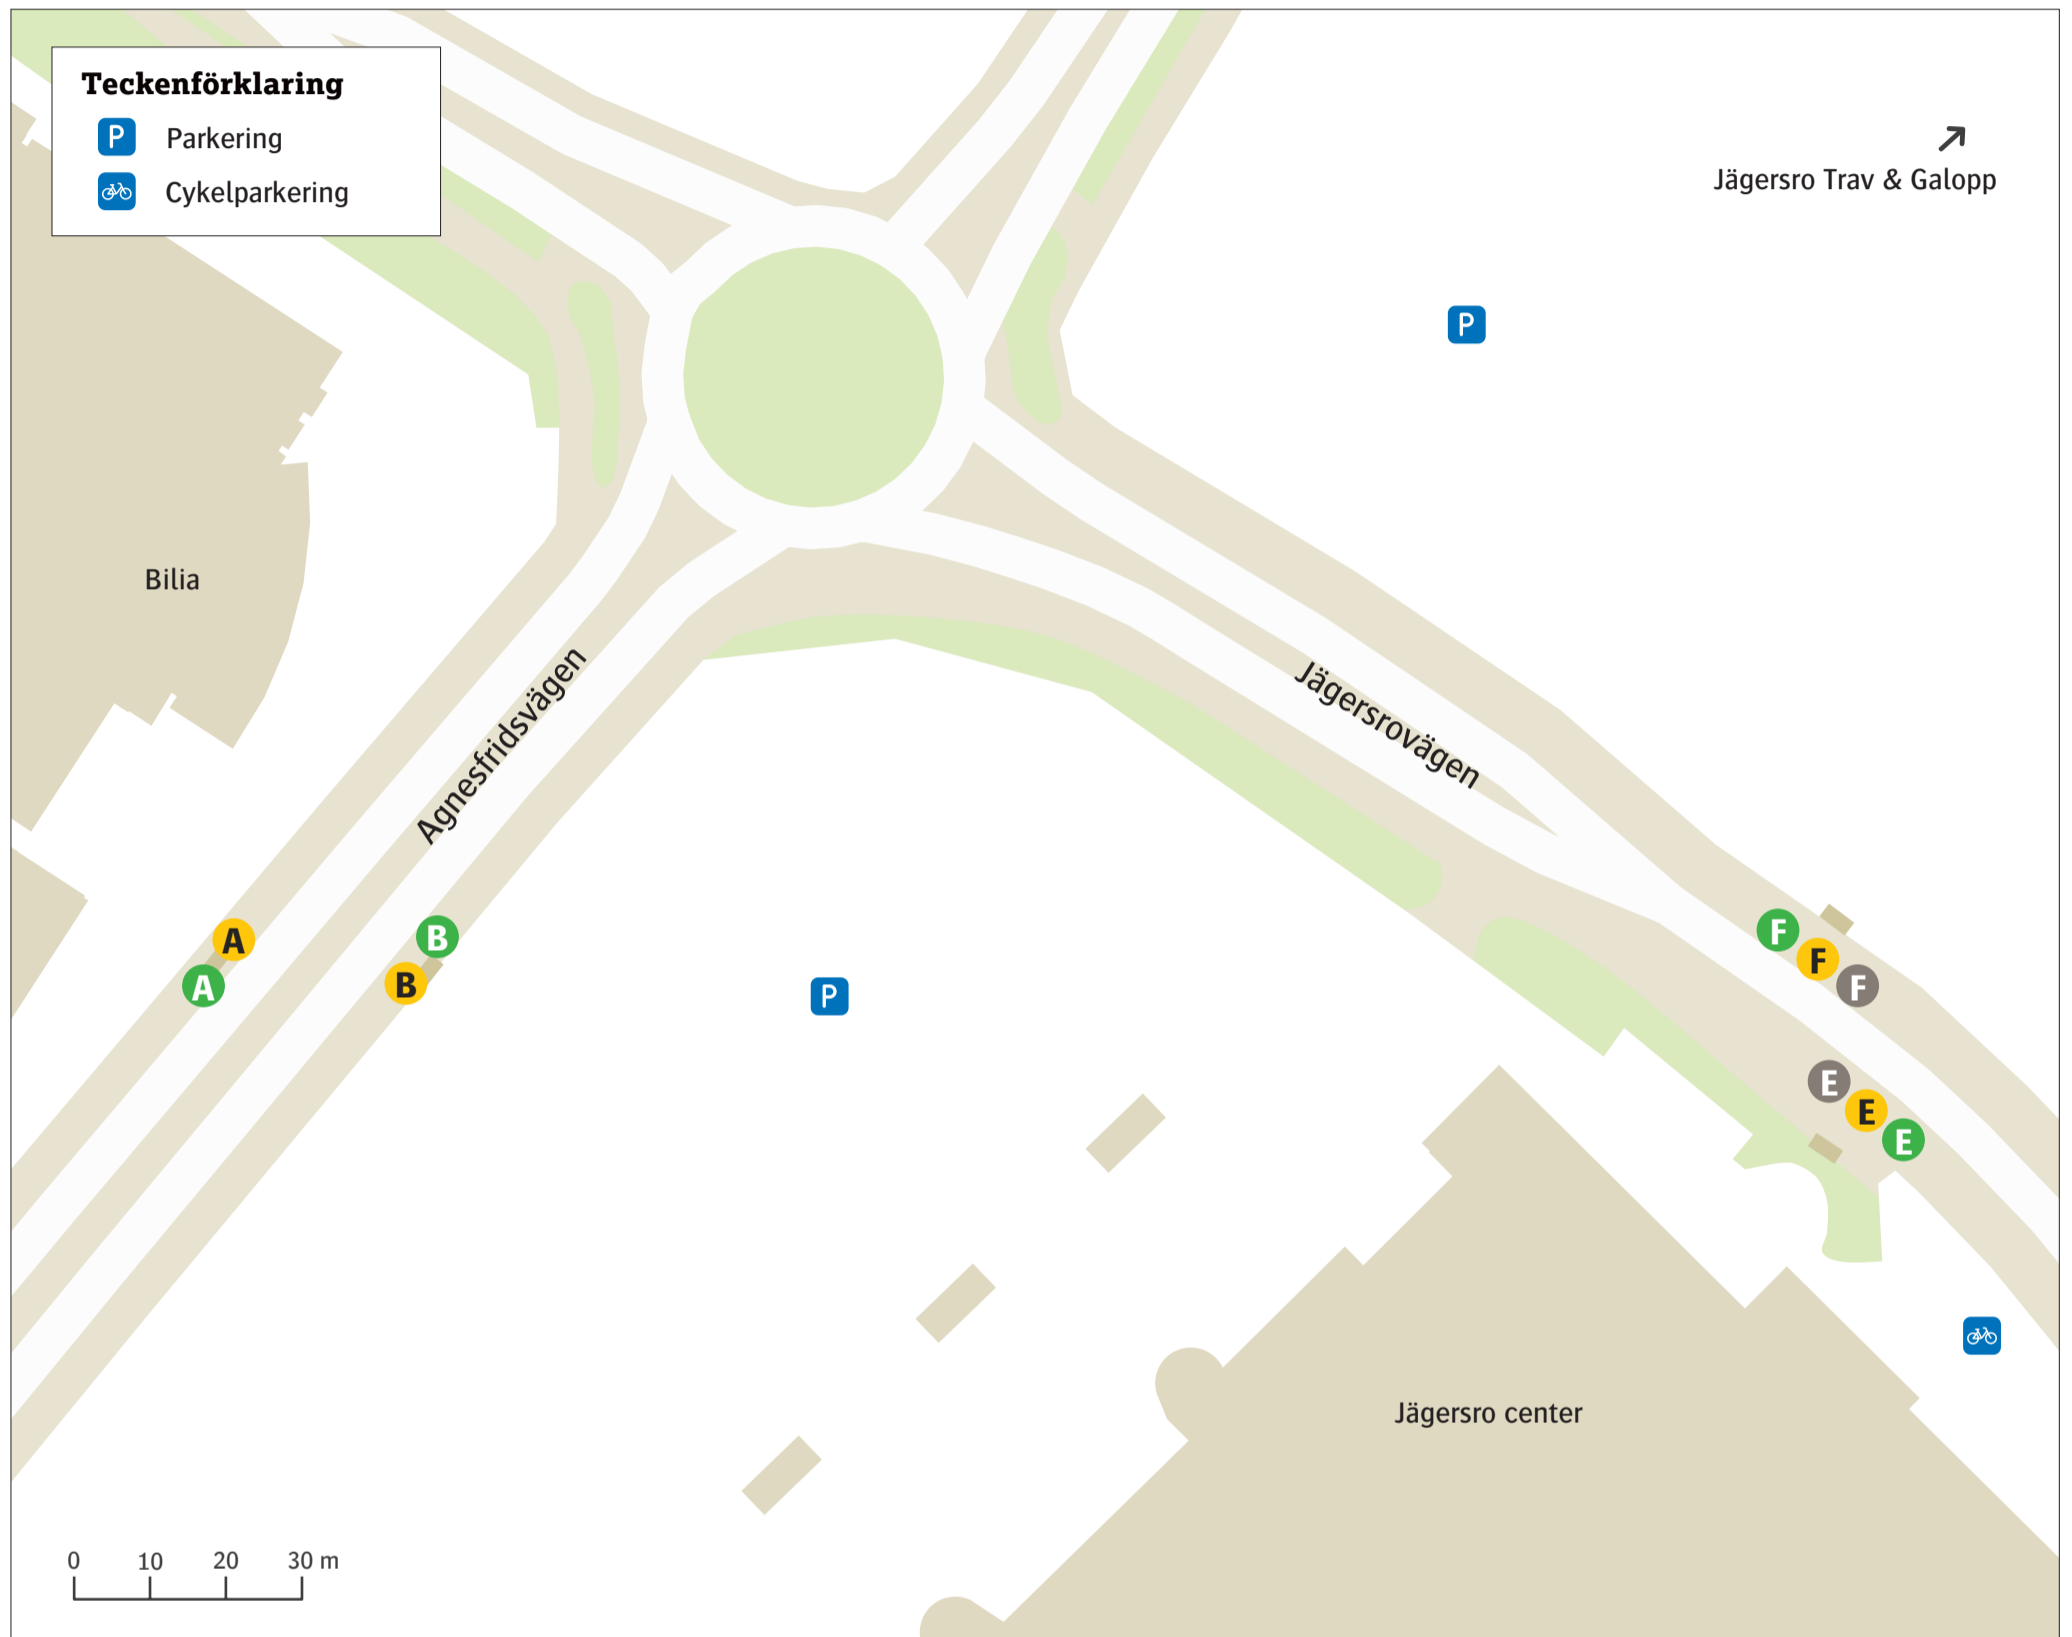 Teckenförklaring
P Parkering
Cykelparkering
Jägersro Trav & Galopp
P
Bilia
Agnesfridsvägen
Jägersrovägen
A
A
B
B
P
F
F
F
E
E
E
Jägersro center
0 10 20 30 m